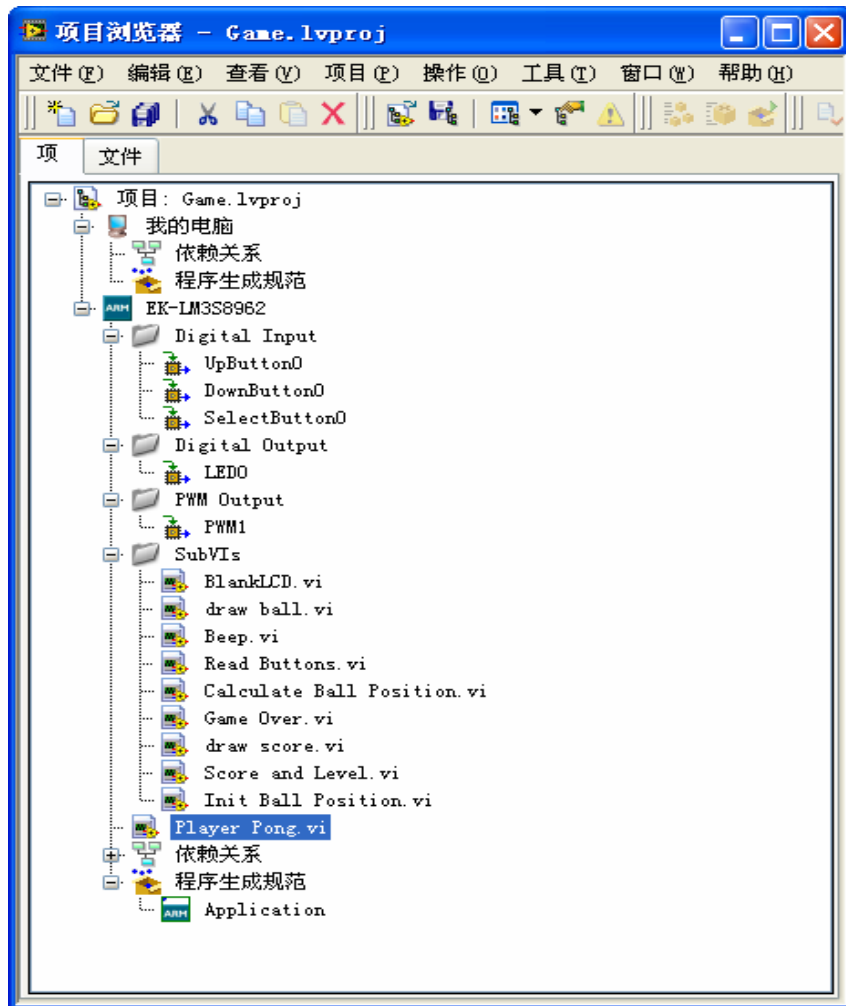 项目浏览器 - Game.lvproj
文件(F) 编辑(E) 查看(V) 项目(P) 操作(O) 工具(T) 窗口(W) 帮助(H)
项 文件
项目: Game.lvproj
我的电脑
依赖关系
程序生成规范
ARM EK-LM3S8962
Digital Input
UpButton0
DownButton0
SelectButton0
Digital Output
LED0
PWM Output
PWM1
SubVIs
BlankLCD.vi
draw ball.vi
Beep.vi
Read Buttons.vi
Calculate Ball Position.vi
Game Over.vi
draw score.vi
Score and Level.vi
Init Ball Position.vi
Player Pong.vi
依赖关系
程序生成规范
ARM Application